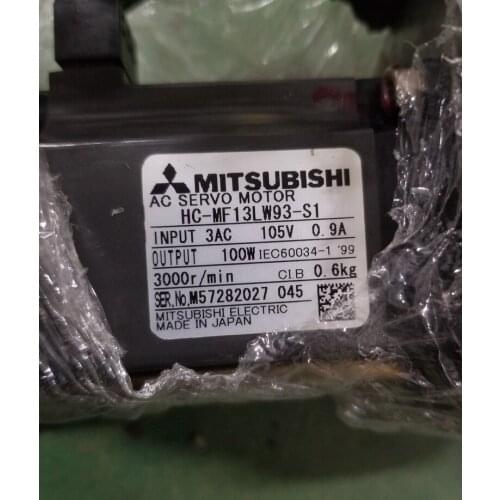 MITSUBISHI
AC SERVO MOTOR
HC-MF13LW93-S1
INPUT 3AC 105V 0.9A
OUTPUT 100W IEC60034-1 '99
3000r/min Cl.B 0.6kg
SER.No.M57282027 045
MITSUBISHI ELECTRIC
MADE IN JAPAN